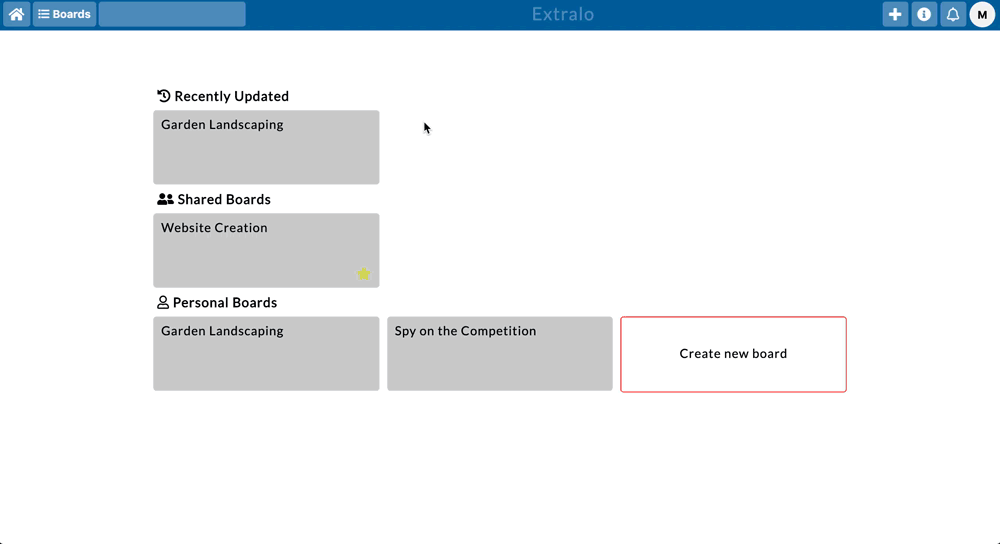 Boards
Extralo
M
Recently Updated
Garden Landscaping
Shared Boards
Website Creation
Personal Boards
Garden Landscaping
Spy on the Competition
Create new board